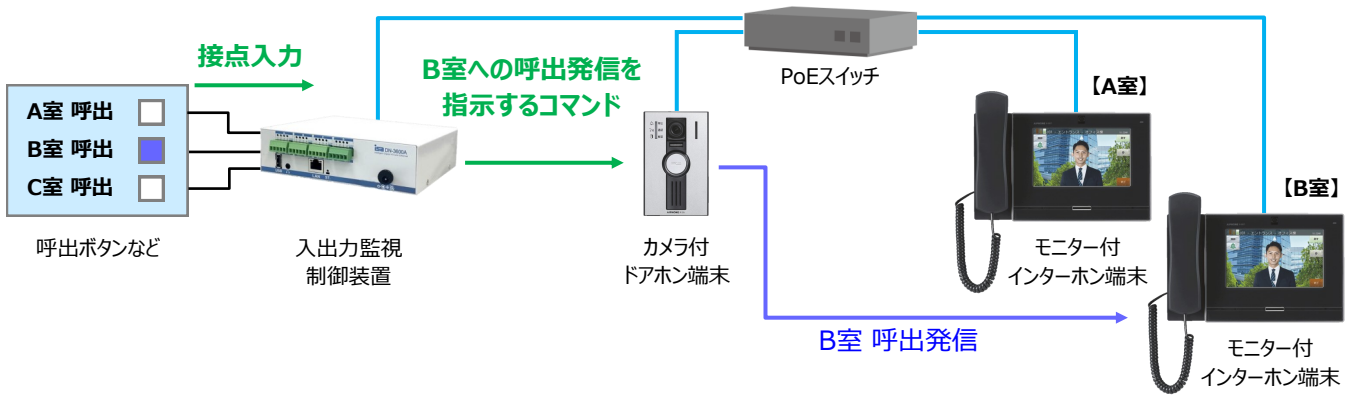 接点入力
B室への呼出発信を
指示するコマンド
PoEスイッチ
【A室】
A室 呼出
B室 呼出
C室 呼出
isa DN-3800A
【B室】
呼出ボタンなど
入出力監視
制御装置
カメラ付
ドアホン端末
モニター付
インターホン端末
B室 呼出発信
モニター付
インターホン端末